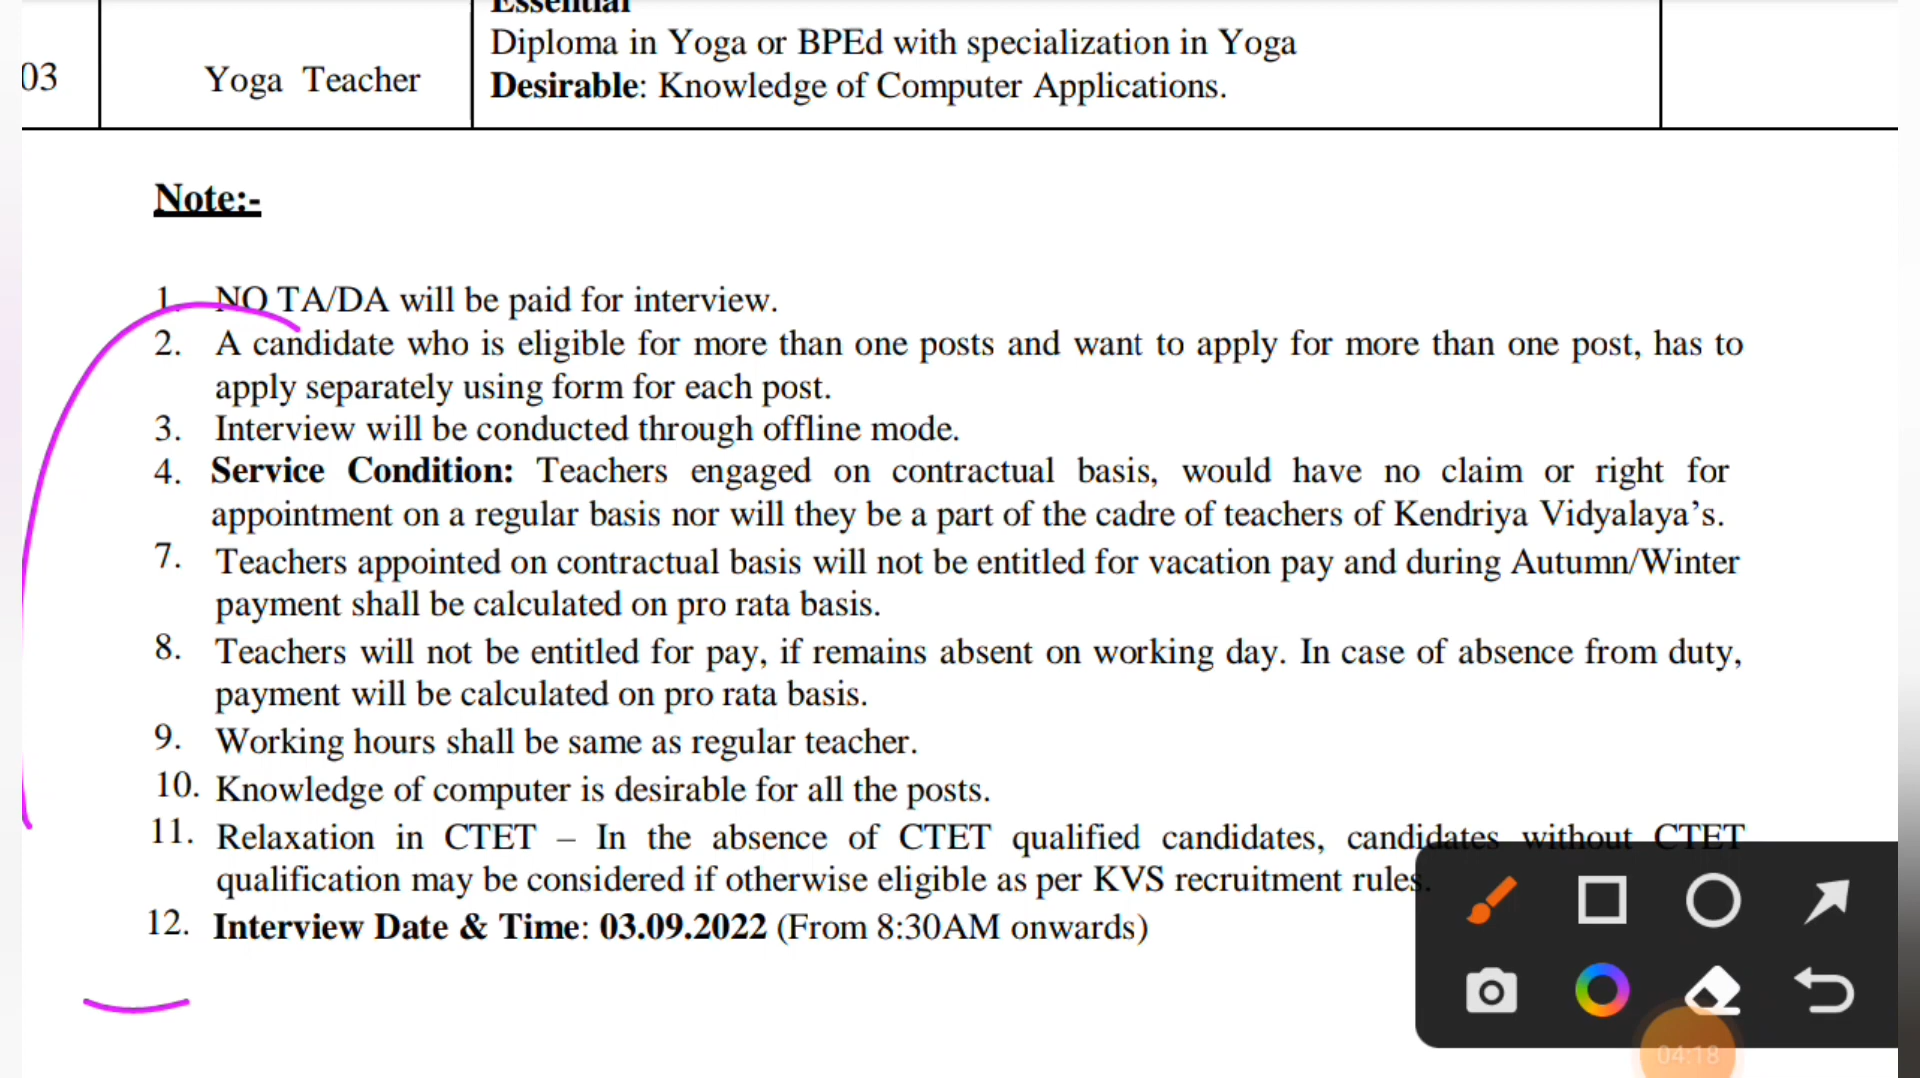 Essential
Diploma in Yoga or BPEd with specialization in Yoga
03
Yoga Teacher
Desirable: Knowledge of Computer Applications.
Note:-
1. NO TA/DA will be paid for interview.
2. A candidate who is eligible for more than one posts and want to apply for more than one post, has to
apply separately using form for each post.
3. Interview will be conducted through offline mode.
4. Service Condition: Teachers engaged on contractual basis, would have no claim or right for
appointment on a regular basis nor will they be a part of the cadre of teachers of Kendriya Vidyalaya’s.
7. Teachers appointed on contractual basis will not be entitled for vacation pay and during Autumn/Winter
payment shall be calculated on pro rata basis.
8. Teachers will not be entitled for pay, if remains absent on working day. In case of absence from duty,
payment will be calculated on pro rata basis.
9. Working hours shall be same as regular teacher.
10. Knowledge of computer is desirable for all the posts.
11. Relaxation in CTET – In the absence of CTET qualified candidates, candidates without CTET
qualification may be considered if otherwise eligible as per KVS recruitment rules.
12. Interview Date & Time: 03.09.2022 (From 8:30AM onwards)
04:18